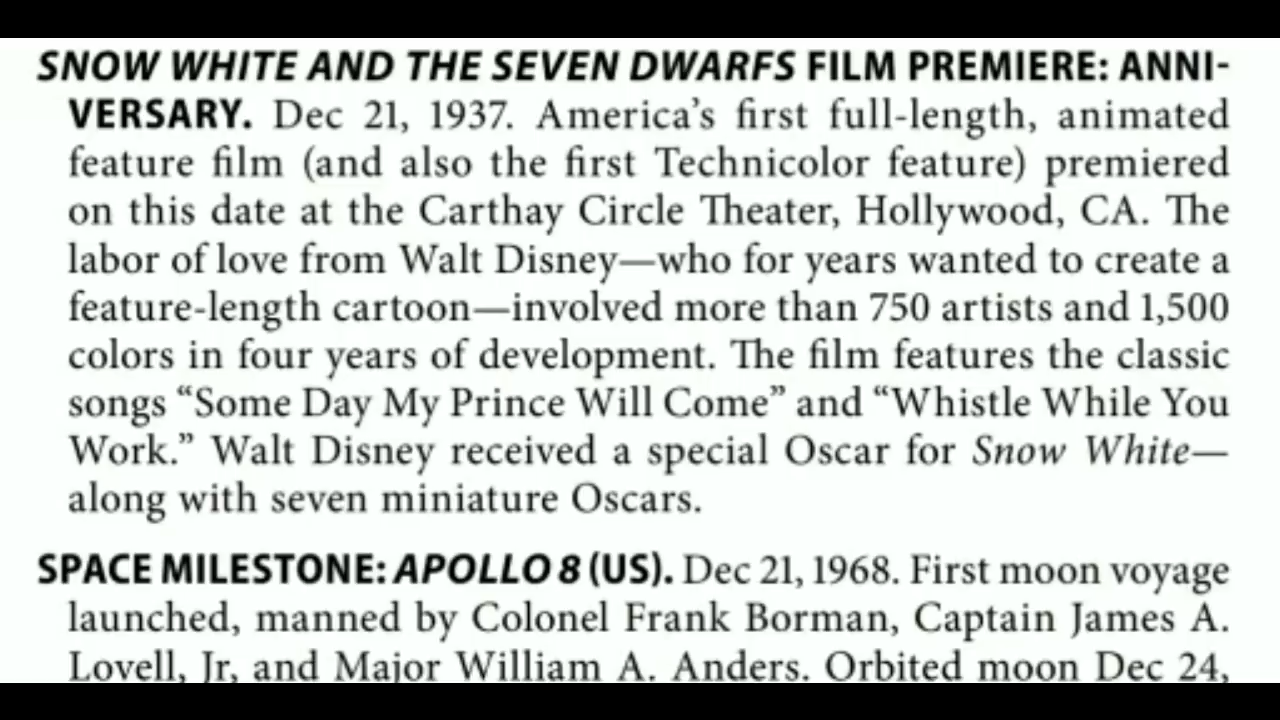 SNOW WHITE AND THE SEVEN DWARFS FILM PREMIERE: ANNI-
VERSARY. Dec 21, 1937. America’s first full-length, animated
feature film (and also the first Technicolor feature) premiered
on this date at the Carthay Circle Theater, Hollywood, CA. The
labor of love from Walt Disney—who for years wanted to create a
feature-length cartoon—involved more than 750 artists and 1,500
colors in four years of development. The film features the classic
songs “Some Day My Prince Will Come” and “Whistle While You
Work.” Walt Disney received a special Oscar for Snow White—
along with seven miniature Oscars.
SPACE MILESTONE: APOLLO 8 (US). Dec 21, 1968. First moon voyage
launched, manned by Colonel Frank Borman, Captain James A.
Lovell, Jr, and Major William A. Anders. Orbited moon Dec 24,